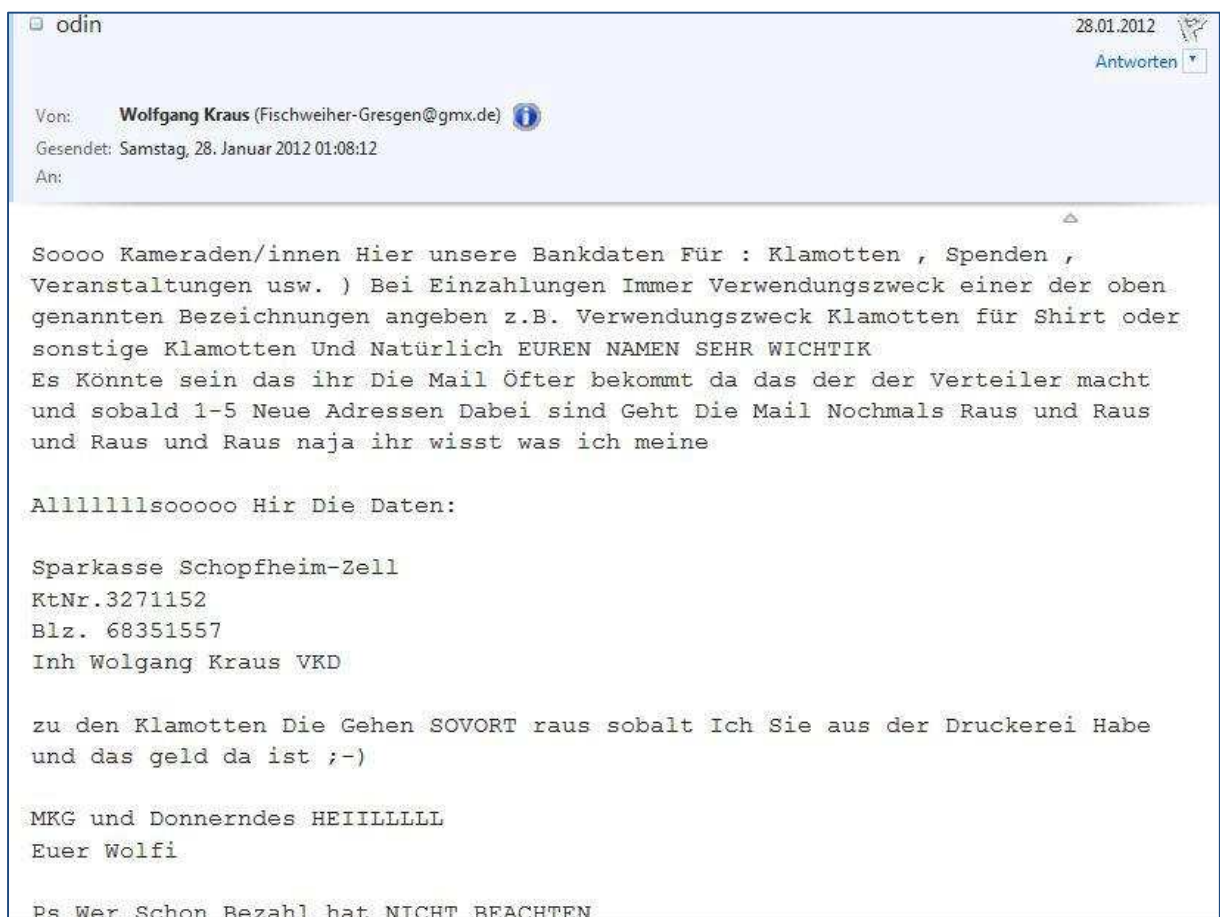 odin
28.01.2012
Antworten
Von: Wolfgang Kraus (Fischweiher-Gresgen@gmx.de)
Gesendet: Samstag, 28. Januar 2012 01:08:12
An:
Soooo Kameraden/innen Hier unsere Bankdaten Für : Klamotten , Spenden ,
Veranstaltungen usw. ) Bei Einzahlungen Immer Verwendungszweck einer der oben
genannten Bezeichnungen angeben z.B. Verwendungszweck Klamotten für Shirt oder
sonstige Klamotten Und Natürlich EUREN NAMEN SEHR WICHTIK
Es Könnte sein das ihr Die Mail Öfter bekommt da das der der Verteiler macht
und sobald 1-5 Neue Adressen Dabei sind Geht Die Mail Nochmals Raus und Raus
und Raus und Raus naja ihr wisst was ich meine
Alllllllsooooo Hir Die Daten:
Sparkasse Schopfheim-Zell
KtNr.3271152
Blz. 68351557
Inh Wolgang Kraus VKD
zu den Klamotten Die Gehen SOVORT raus sobalt Ich Sie aus der Druckerei Habe
und das geld da ist ;-)
MKG und Donnerndes HEIILLLLL
Euer Wolfi
Ps Wer Schon Bezahl hat NICHT BEACHTEN